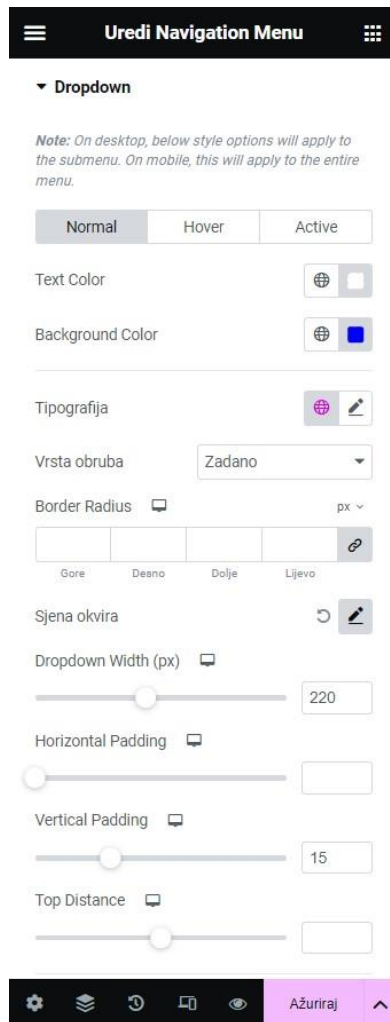 Uredi Navigation Menu
Dropdown
Note: On desktop, below style options will apply to
the submenu. On mobile, this will apply to the entire
menu.
Normal Hover Active
Text Color
Background Color
Tipografija
Vrsta obruba Zadano
Border Radius px
Gore Desno Dolje Lijevo
Sjena okvira
Dropdown Width (px)
220
Horizontal Padding
Vertical Padding
15
Top Distance
Ažuriraj